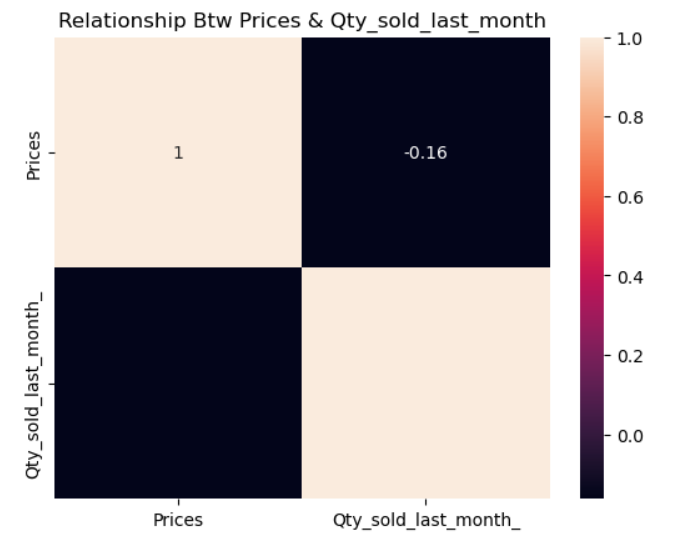 Relationship Btw Prices & Qty_sold_last_month
1.0
Prices
1
-0.16
0.8
0.6
0.4
Qty_sold_last_month_
0.2
0.0
Prices
Qty_sold_last_month_